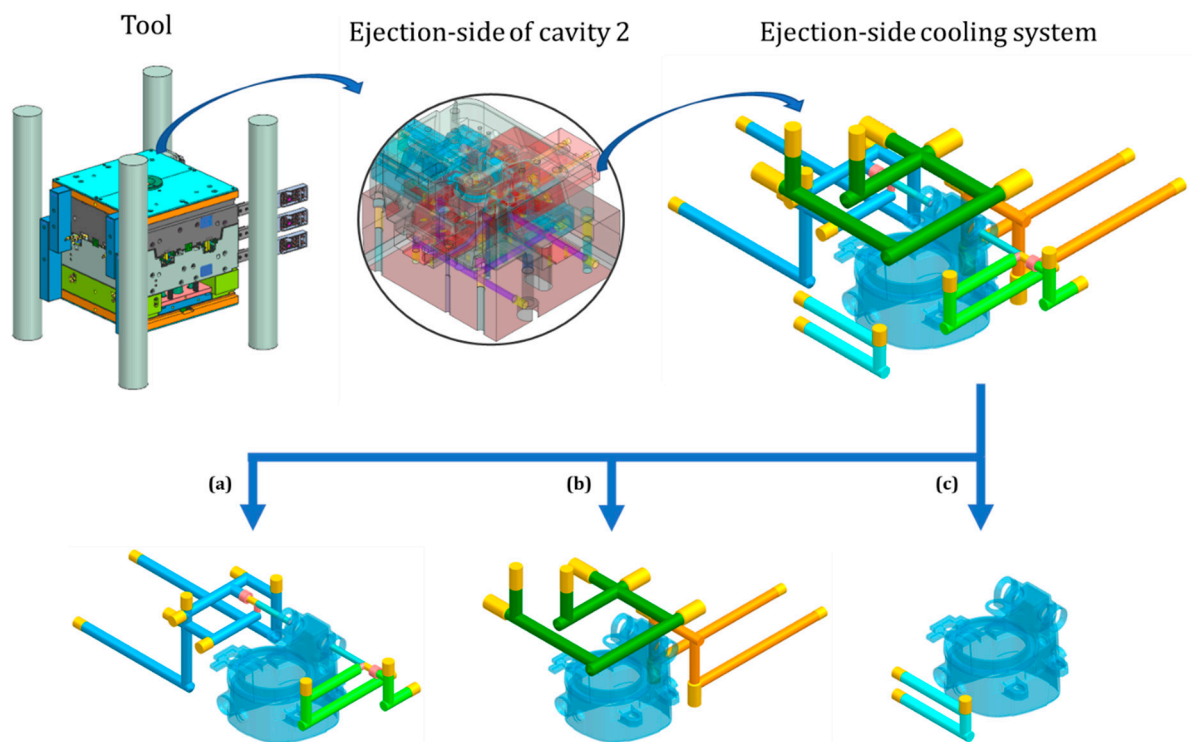 Tool
Ejection-side of cavity 2
Ejection-side cooling system
(a)
(b)
(c)